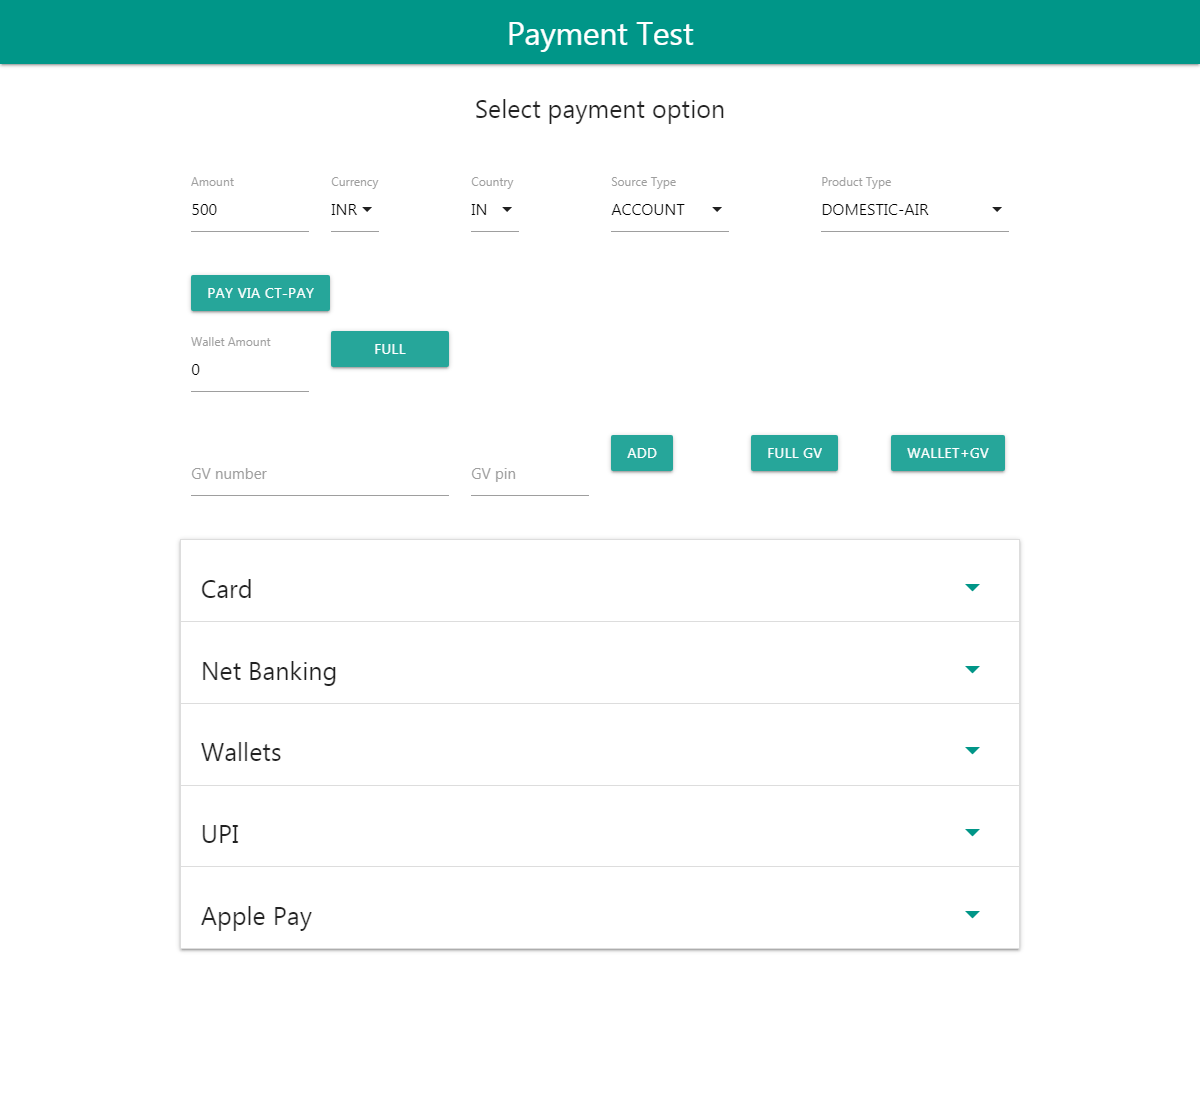 Payment Test
Select payment option
Amount Currency Country Source Type Product Type
500 INR IN ACCOUNT DOMESTIC-AIR
PAY VIA CT-PAY
Wallet Amount
0
FULL
GV number GV pin ADD FULL GV WALLET+GV
Card
Net Banking
Wallets
UPI
Apple Pay